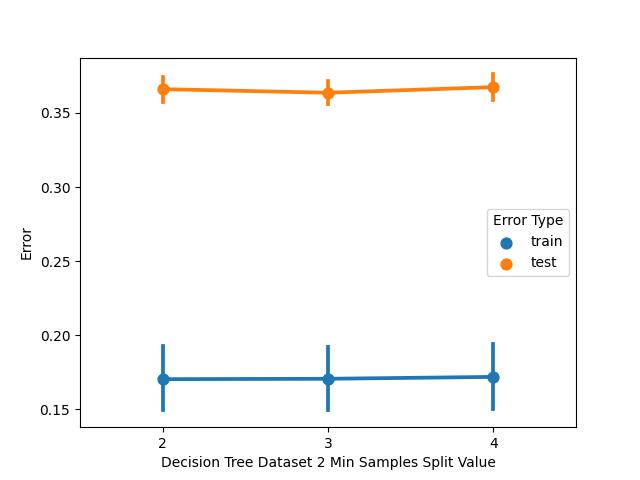 0.35
0.30
0.25
0.20
0.15
Error
Error Type
train
test
2 3 4
Decision Tree Dataset 2 Min Samples Split Value